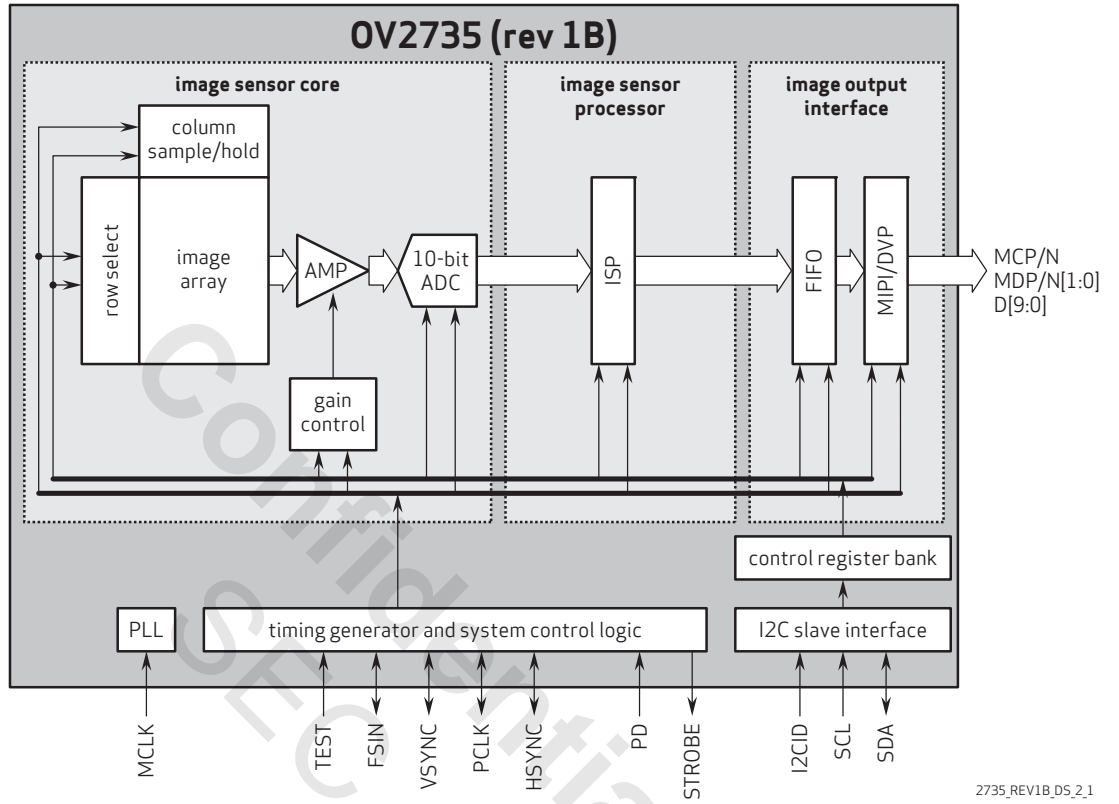 OV2735 (rev 1B)
image sensor core
image sensor
processor
image output
interface
column
sample/hold
row select
image
array
AMP
10-bit
ADC
ISP
FIFO
MIPI/DVP
MCP/N
MDP/N[1:0]
D[9:0]
gain
control
control register bank
PLL
timing generator and system control logic
I2C slave interface
MCLK
TEST
FSIN
VSYNC
PCLK
HSYNC
PD
STROBE
I2CID
SCL
SDA
Confidential
SEC
2735_REV1B_DS_2_1